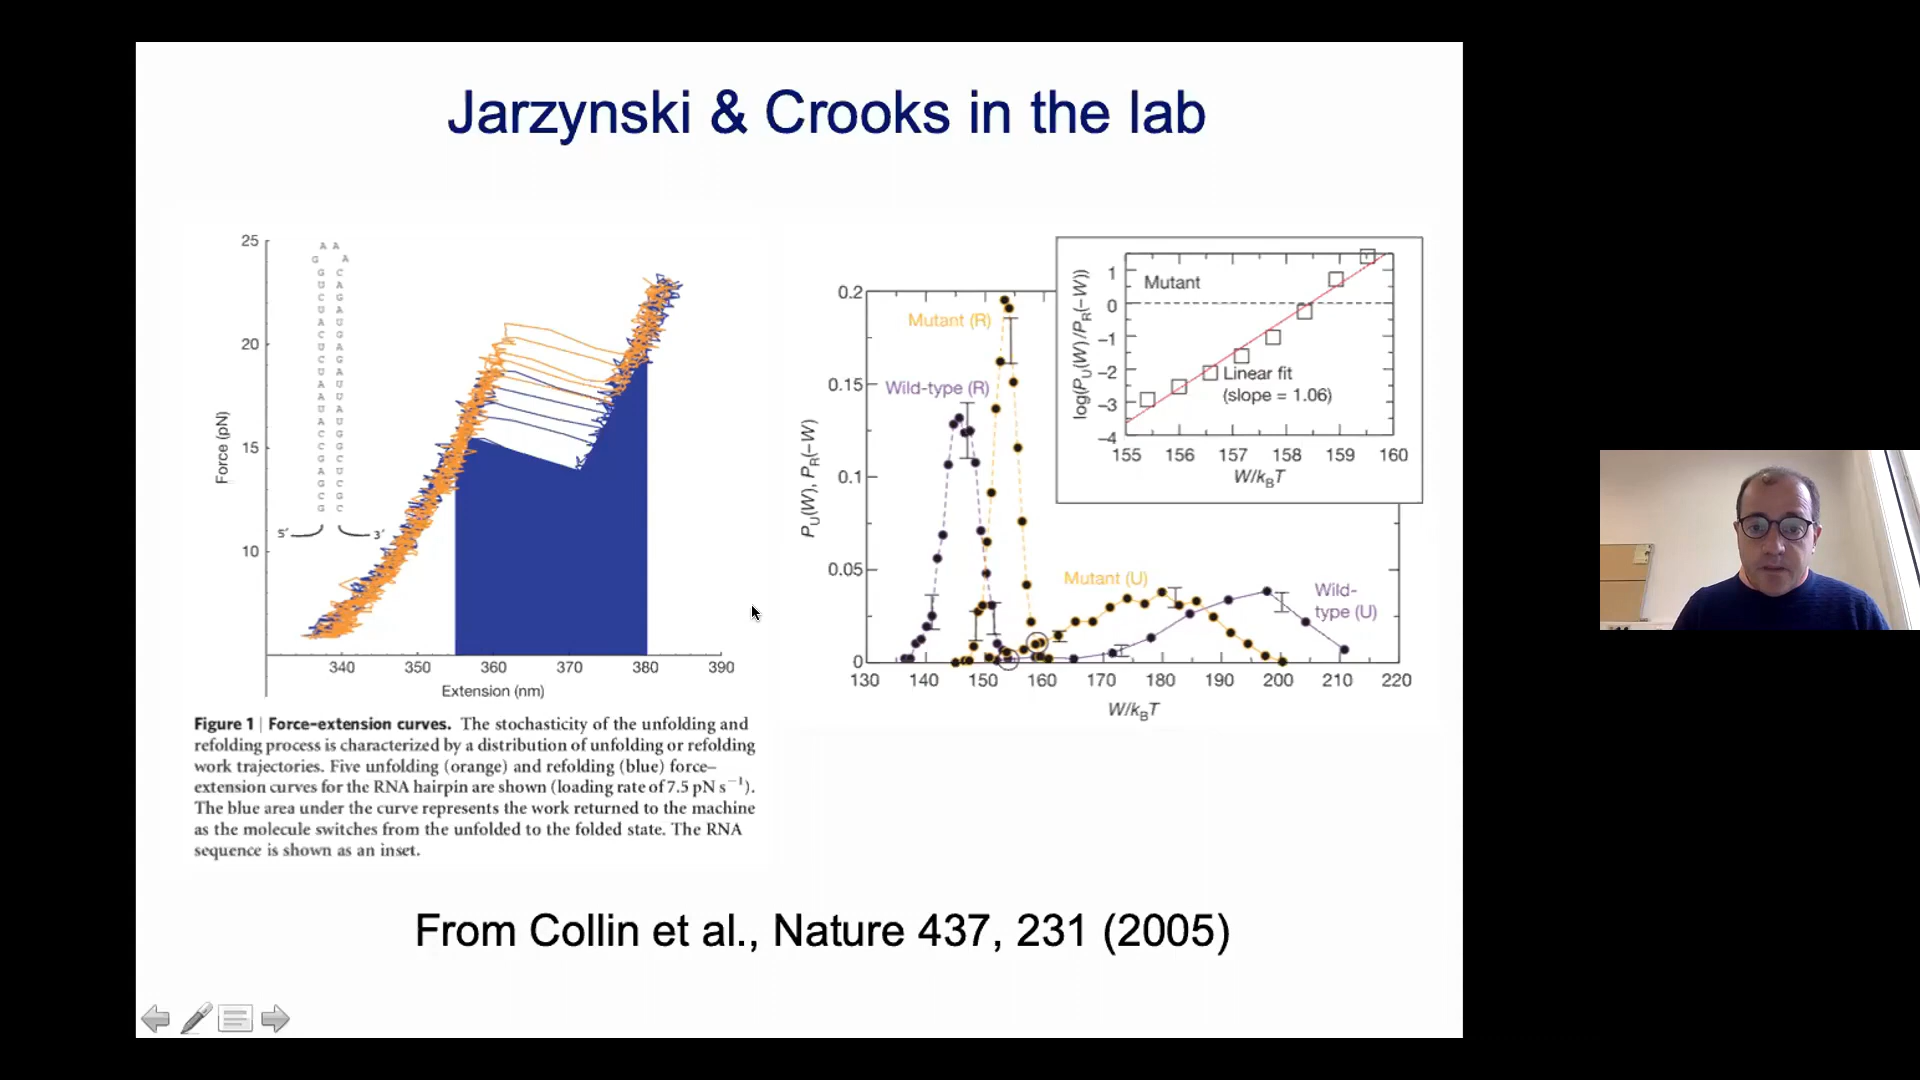 Jarzynski & Crooks in the lab
25
20
15
10
Force (pN)
A A
G A
G C
U A
C G
U A
A U
C G
U A
C G
U A
A U
A U
U A
A U
C G
C G
G C
A U
G C
C G
G C
5′ 3′
340 350 360 370 380 390
Extension (nm)
Figure 1 | Force–extension curves. The stochasticity of the unfolding and
refolding process is characterized by a distribution of unfolding or refolding
work trajectories. Five unfolding (orange) and refolding (blue) force–
extension curves for the RNA hairpin are shown (loading rate of 7.5 pN s⁻¹).
The blue area under the curve represents the work returned to the machine
as the molecule switches from the unfolded to the folded state. The RNA
sequence is shown as an inset.
0.2
0.15
0.1
0.05
0
P_U(W), P_R(−W)
Mutant (R)
Wild-type (R)
Mutant (U)
Wild-
type (U)
130 140 150 160 170 180 190 200 210 220
W/k_BT
1
0
−1
−2
−3
−4
log(P_U(W)/P_R(−W))
Mutant
Linear fit
(slope = 1.06)
155 156 157 158 159 160
W/k_BT
From Collin et al., Nature 437, 231 (2005)